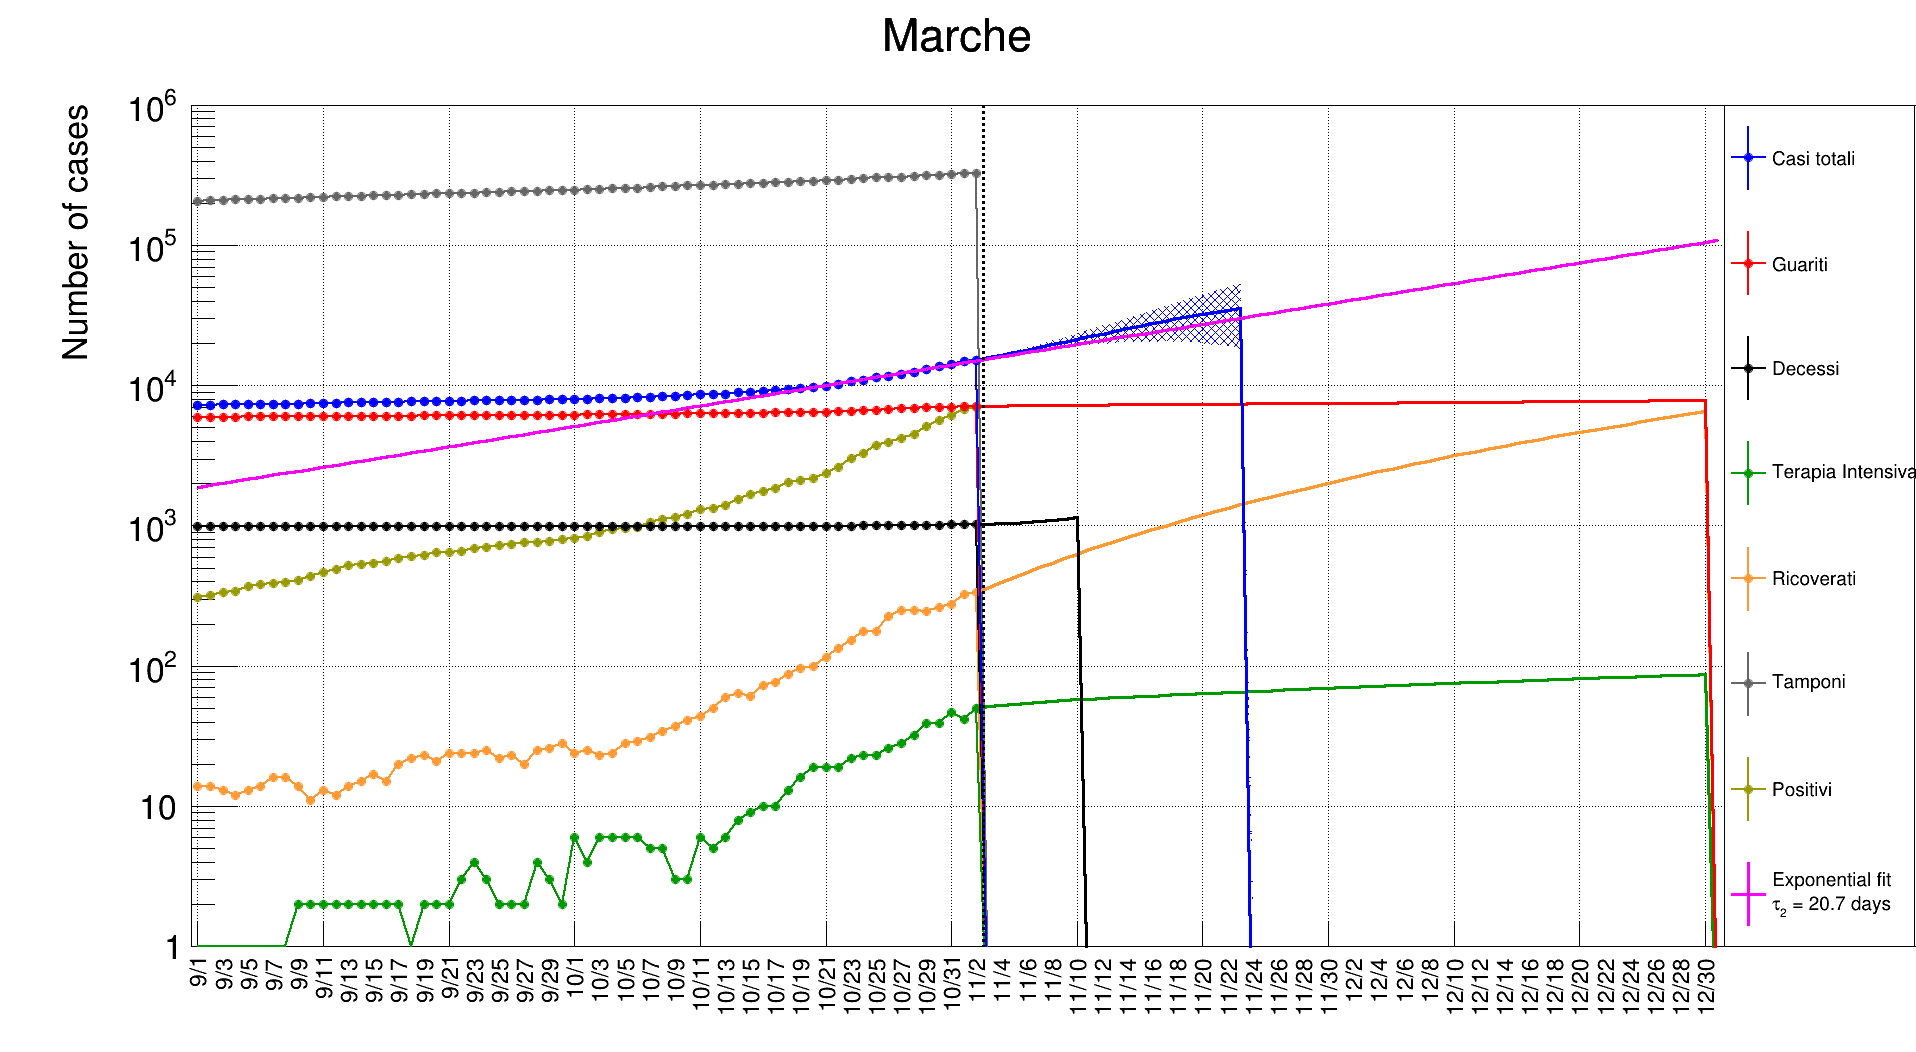 Marche
Number of cases
10^6
10^5
10^4
10^3
10^2
10
1
9/1 9/3 9/5 9/7 9/9 9/11 9/13 9/15 9/17 9/19 9/21 9/23 9/25 9/27 9/29 10/1 10/3 10/5 10/7 10/9 10/11 10/13 10/15 10/17 10/19 10/21 10/23 10/25 10/27 10/29 10/31 11/2 11/4 11/6 11/8 11/10 11/12 11/14 11/16 11/18 11/20 11/22 11/24 11/26 11/28 11/30 12/2 12/4 12/6 12/8 12/10 12/12 12/14 12/16 12/18 12/20 12/22 12/24 12/26 12/28 12/30
Casi totali
Guariti
Decessi
Terapia Intensiva
Ricoverati
Tamponi
Positivi
Exponential fit
τ₂ = 20.7 days